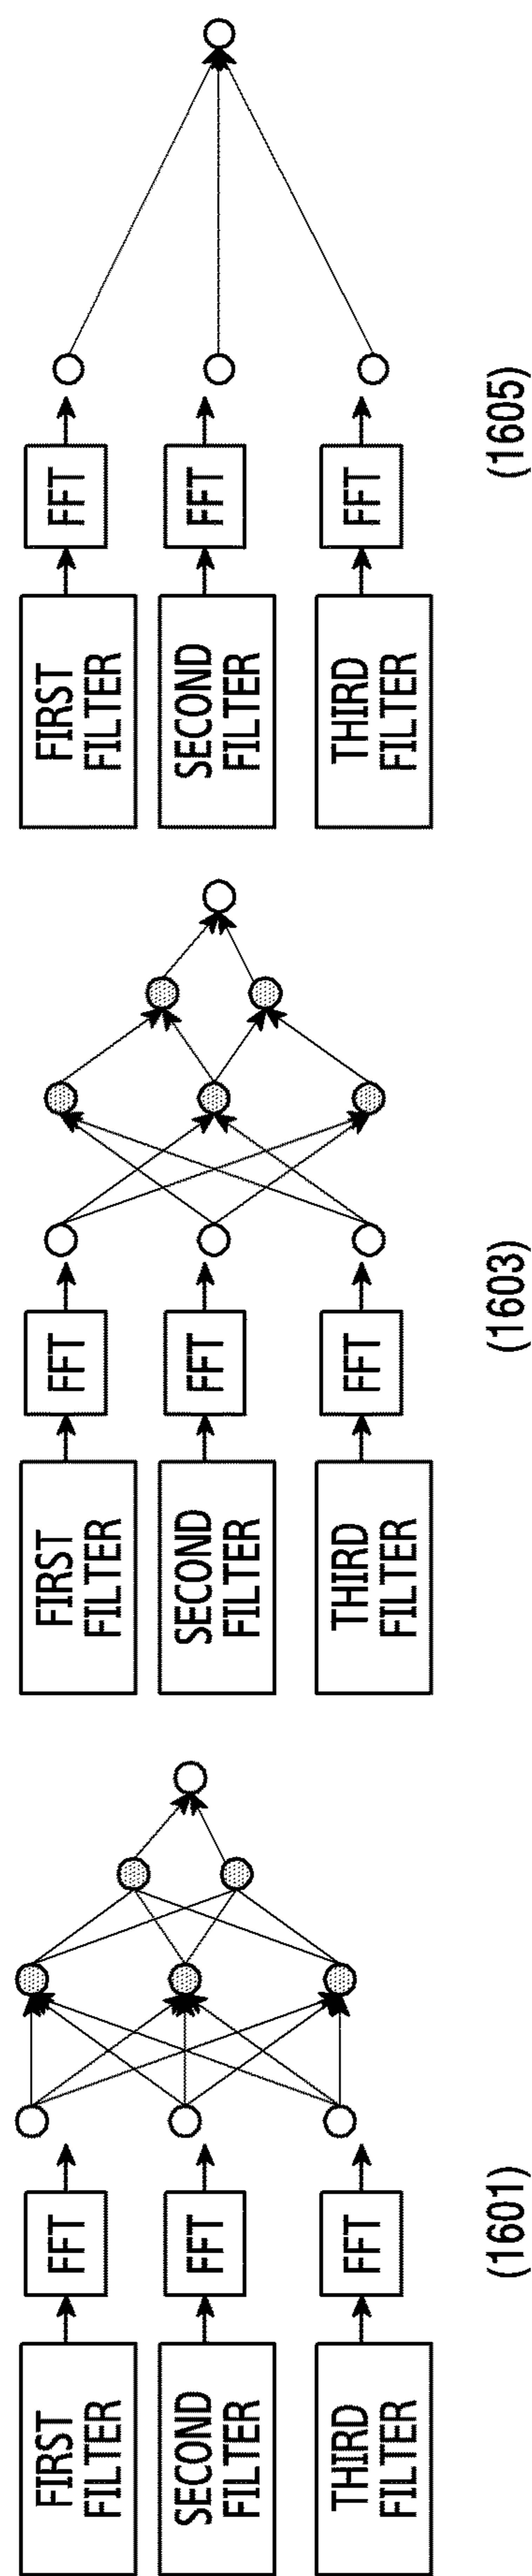 FIRST
FILTER
FFT
SECOND
FILTER
FFT
THIRD
FILTER
FFT
(1601)
FIRST
FILTER
FFT
SECOND
FILTER
FFT
THIRD
FILTER
FFT
(1603)
FIRST
FILTER
FFT
SECOND
FILTER
FFT
THIRD
FILTER
FFT
(1605)